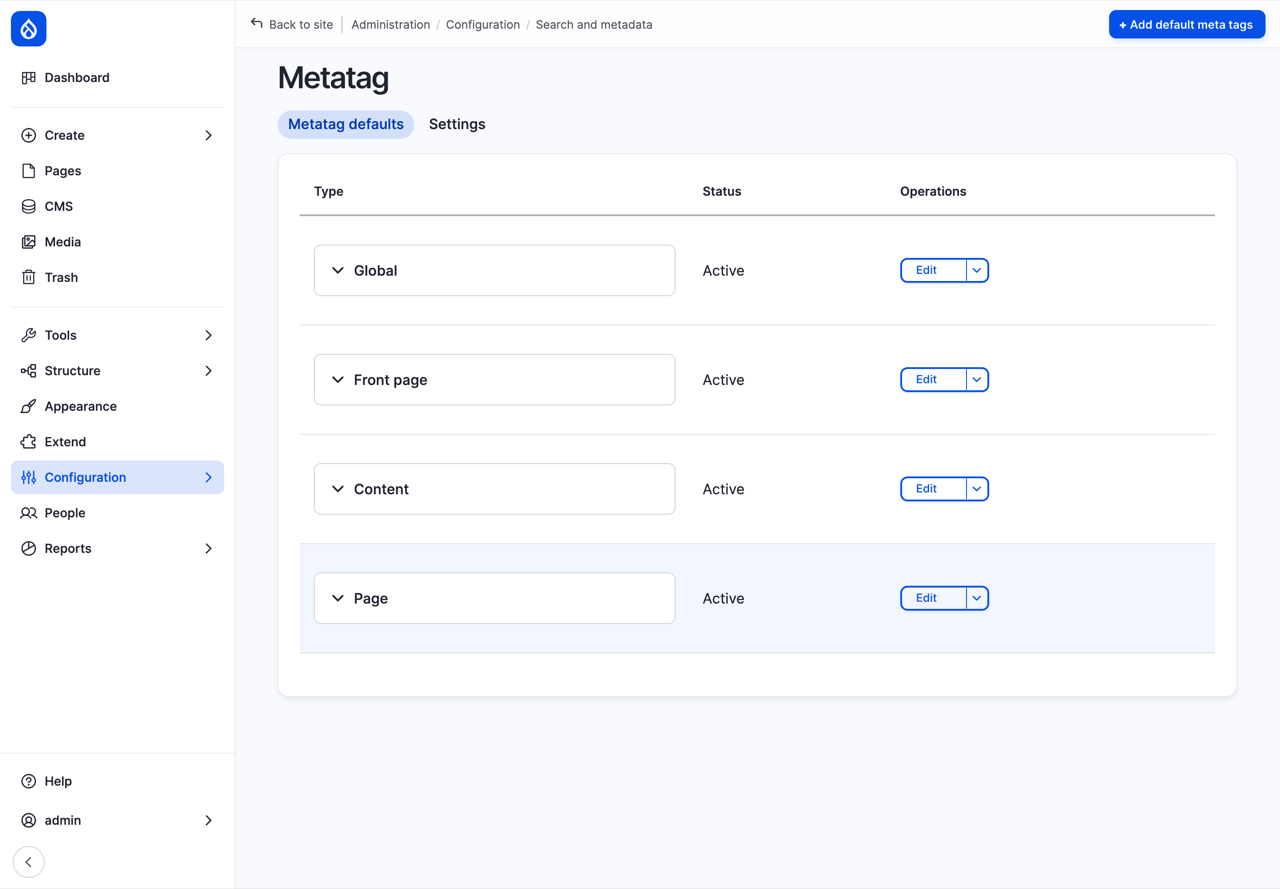 Back to site
Administration / Configuration / Search and metadata
+ Add default meta tags
Dashboard
Create
Pages
CMS
Media
Trash
Tools
Structure
Appearance
Extend
Configuration
People
Reports
Help
admin
Metatag
Metatag defaults Settings
Type Status Operations
Global Active Edit
Front page Active Edit
Content Active Edit
Page Active Edit